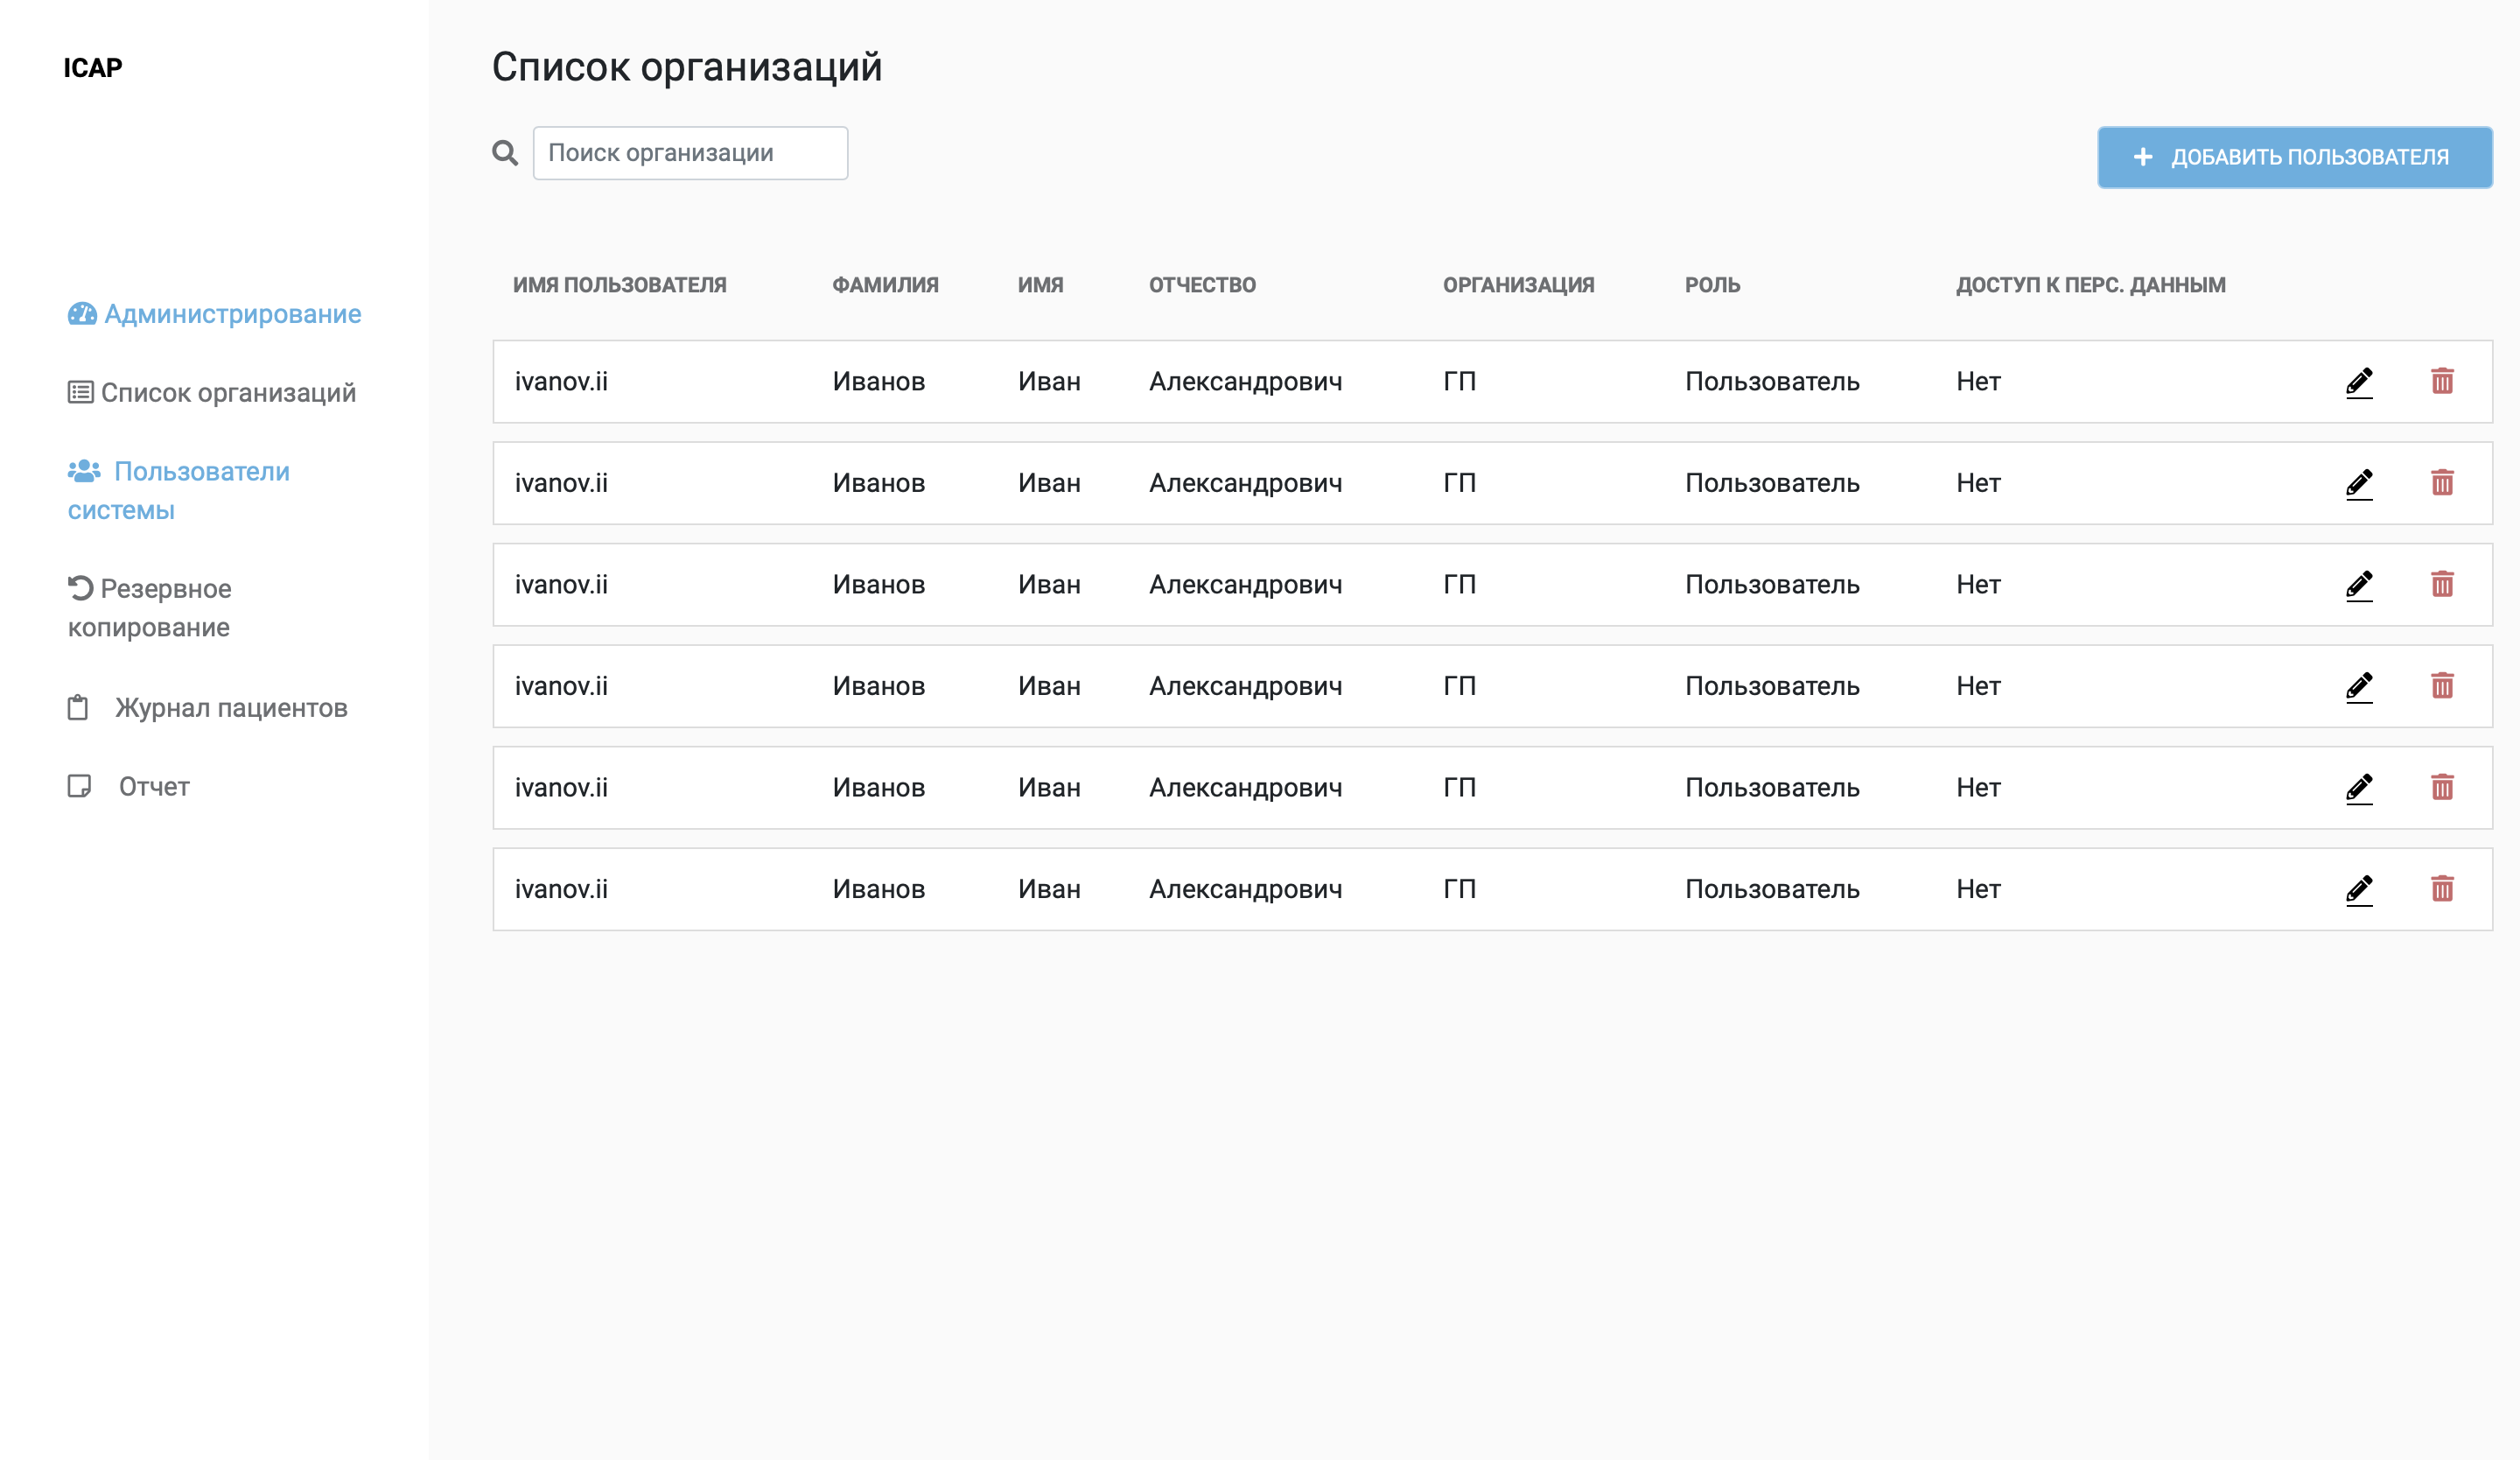 ICAP
Администрирование
Список организаций
Пользователи
системы
Резервное
копирование
Журнал пациентов
Отчет
Список организаций
Поиск организации
ДОБАВИТЬ ПОЛЬЗОВАТЕЛЯ
ИМЯ ПОЛЬЗОВАТЕЛЯ ФАМИЛИЯ ИМЯ ОТЧЕСТВО ОРГАНИЗАЦИЯ РОЛЬ ДОСТУП К ПЕРС. ДАННЫМ
ivanov.ii Иванов Иван Александрович ГП Пользователь Нет
ivanov.ii Иванов Иван Александрович ГП Пользователь Нет
ivanov.ii Иванов Иван Александрович ГП Пользователь Нет
ivanov.ii Иванов Иван Александрович ГП Пользователь Нет
ivanov.ii Иванов Иван Александрович ГП Пользователь Нет
ivanov.ii Иванов Иван Александрович ГП Пользователь Нет